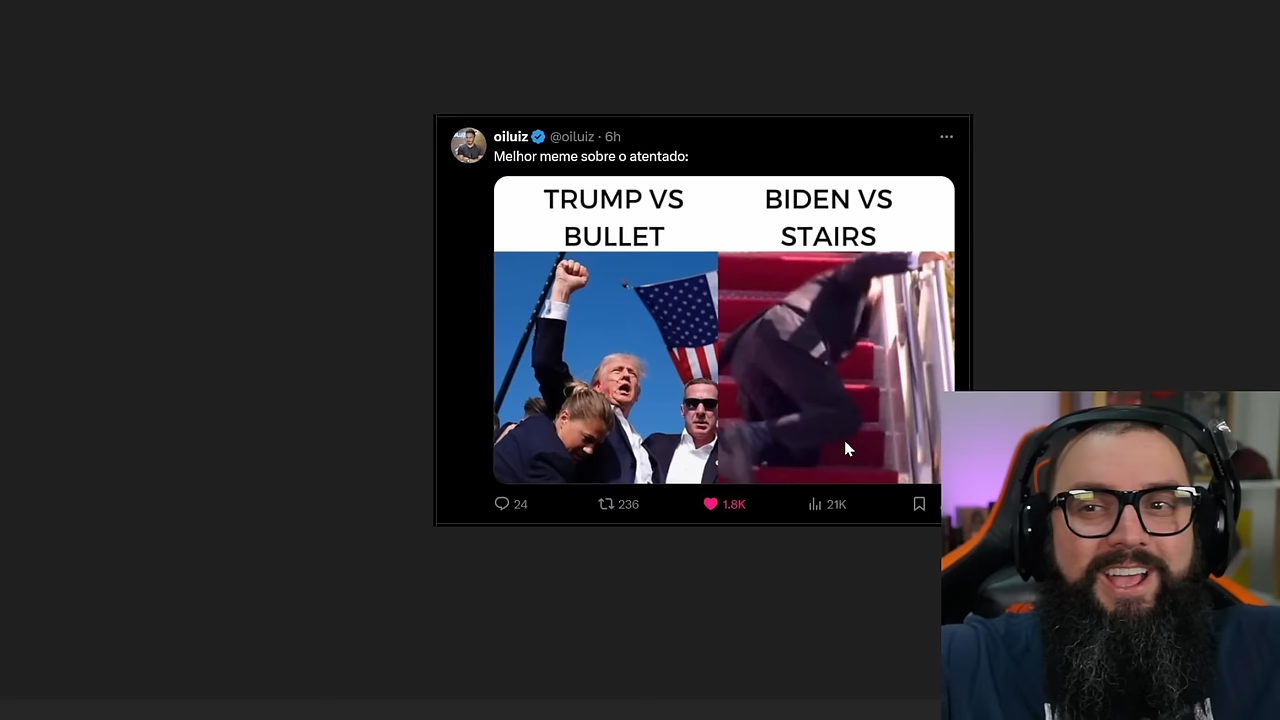 oiluiz @oiluiz · 6h
Melhor meme sobre o atentado:
TRUMP VS
BULLET
BIDEN VS
STAIRS
24 236 1.8K 21K